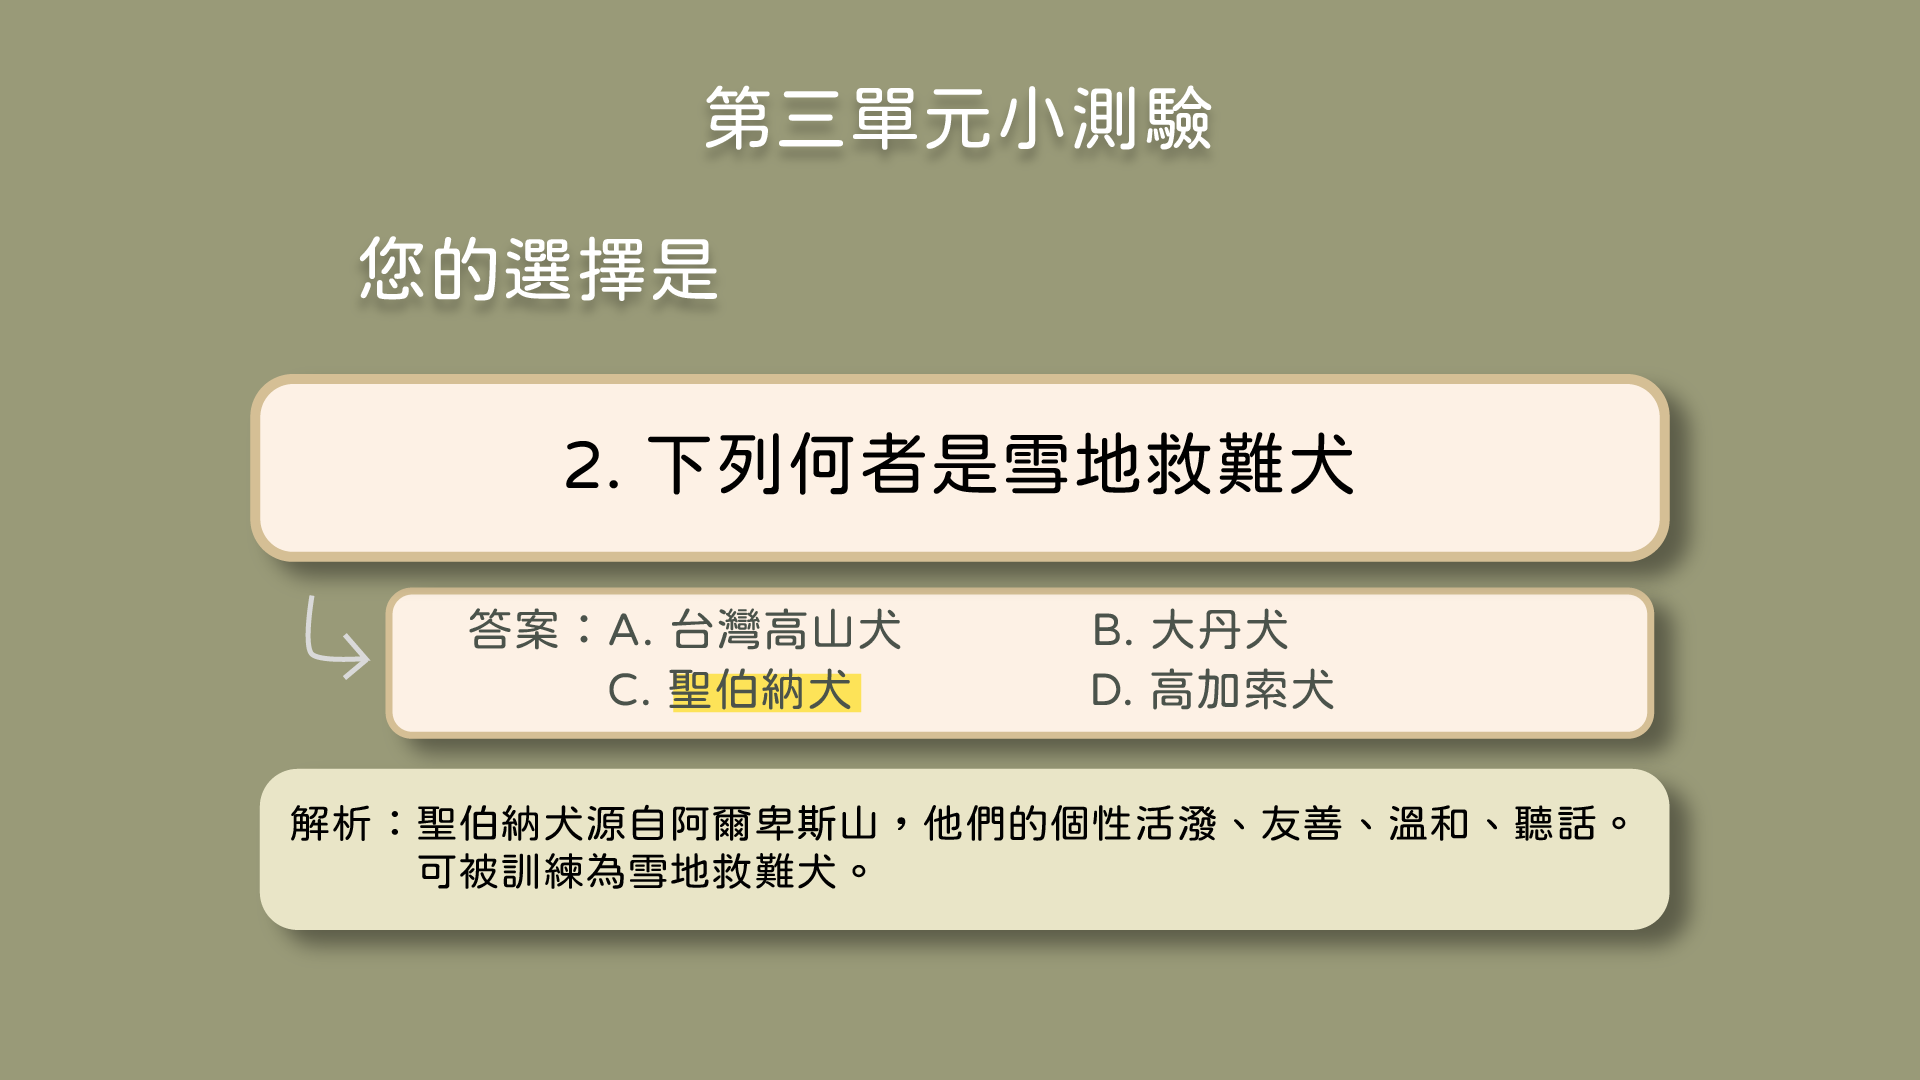 第三單元小測驗
您的選擇是
2. 下列何者是雪地救難犬
答案：A. 台灣高山犬 B. 大丹犬
C. 聖伯納犬 D. 高加索犬
解析：聖伯納犬源自阿爾卑斯山，他們的個性活潑、友善、溫和、聽話。
可被訓練為雪地救難犬。